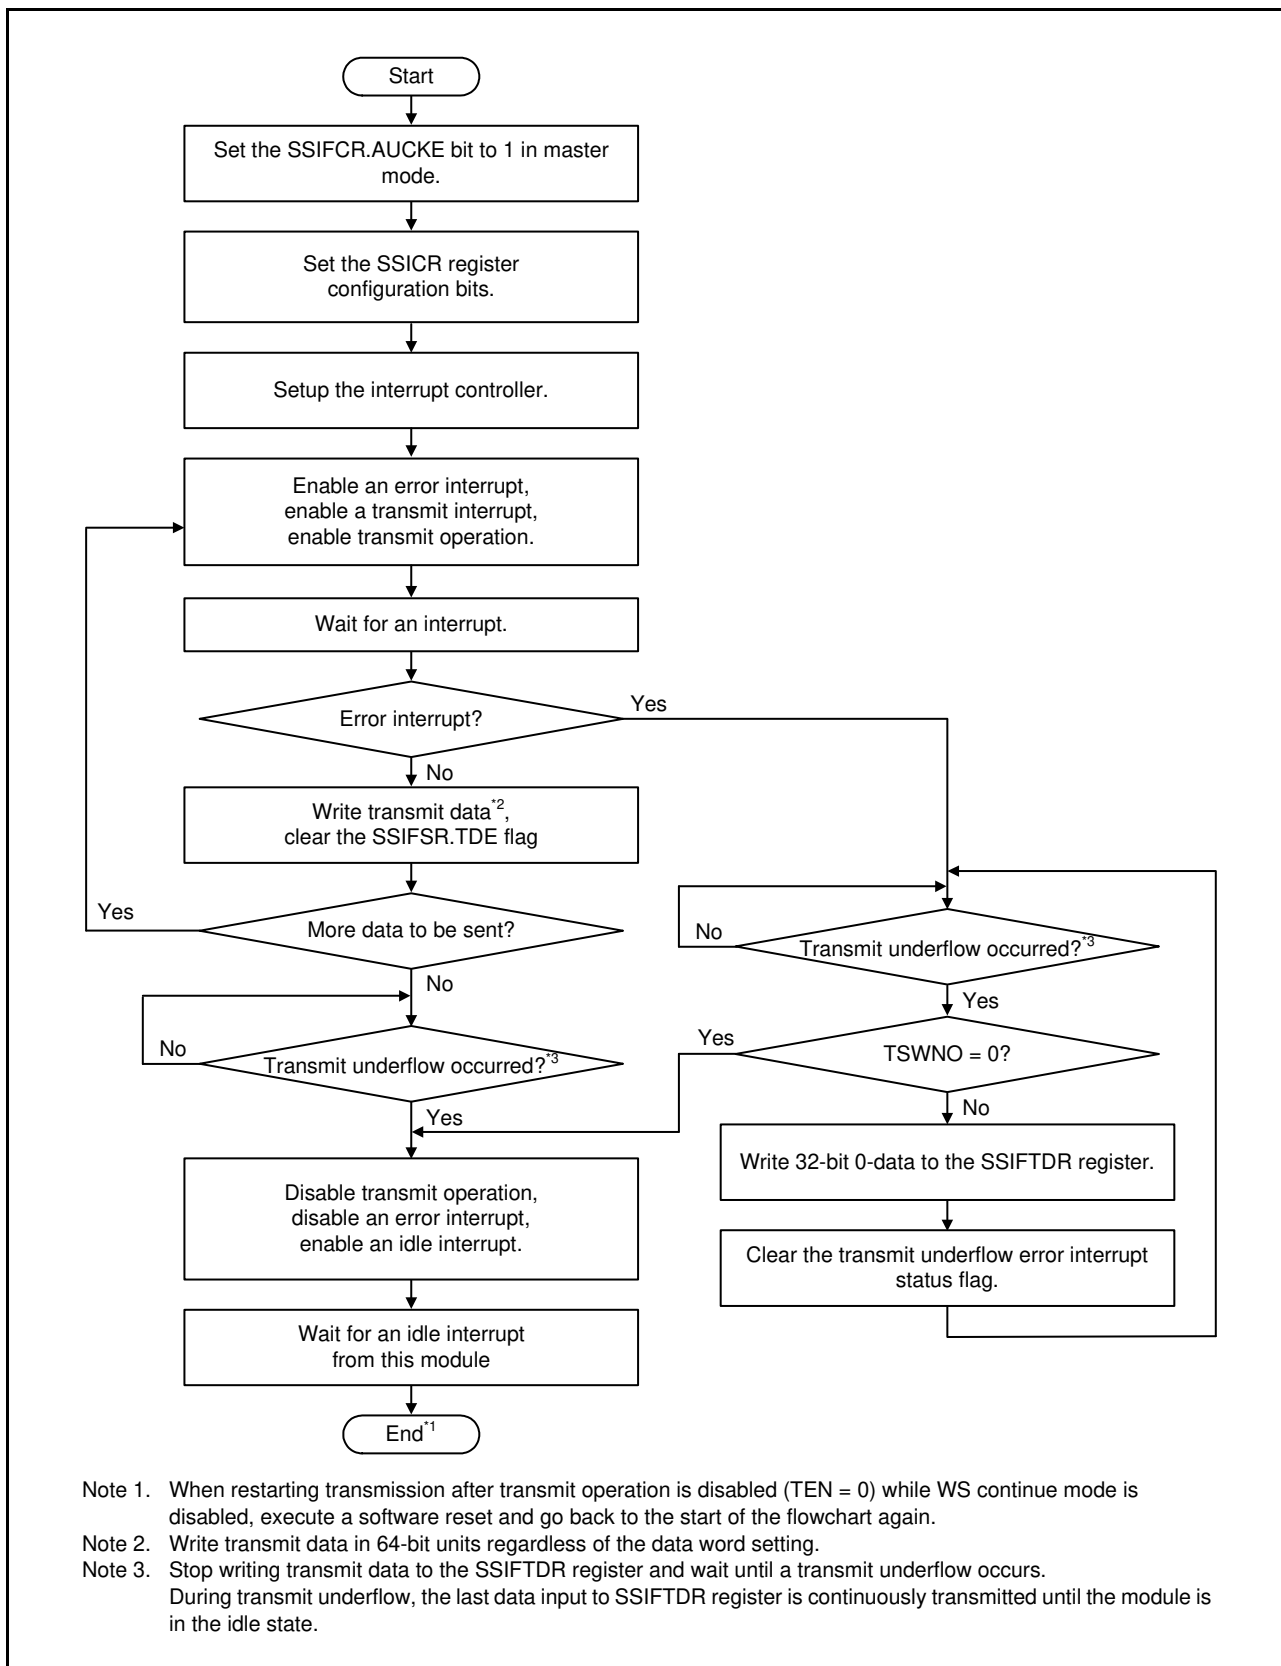 Start
Set the SSIFCR.AUCKE bit to 1 in master
mode.
Set the SSICR register
configuration bits.
Setup the interrupt controller.
Enable an error interrupt,
enable a transmit interrupt,
enable transmit operation.
Wait for an interrupt.
Error interrupt?
Yes
No
Write transmit data*2,
clear the SSIFSR.TDE flag
Yes
More data to be sent?
No
No
Transmit underflow occurred?*3
Yes
No
Transmit underflow occurred?*3
Yes
Yes
TSWNO = 0?
No
Write 32-bit 0-data to the SSIFTDR register.
Clear the transmit underflow error interrupt
status flag.
Disable transmit operation,
disable an error interrupt,
enable an idle interrupt.
Wait for an idle interrupt
from this module
End*1
Note 1. When restarting transmission after transmit operation is disabled (TEN = 0) while WS continue mode is
disabled, execute a software reset and go back to the start of the flowchart again.
Note 2. Write transmit data in 64-bit units regardless of the data word setting.
Note 3. Stop writing transmit data to the SSIFTDR register and wait until a transmit underflow occurs.
During transmit underflow, the last data input to SSIFTDR register is continuously transmitted until the module is
in the idle state.